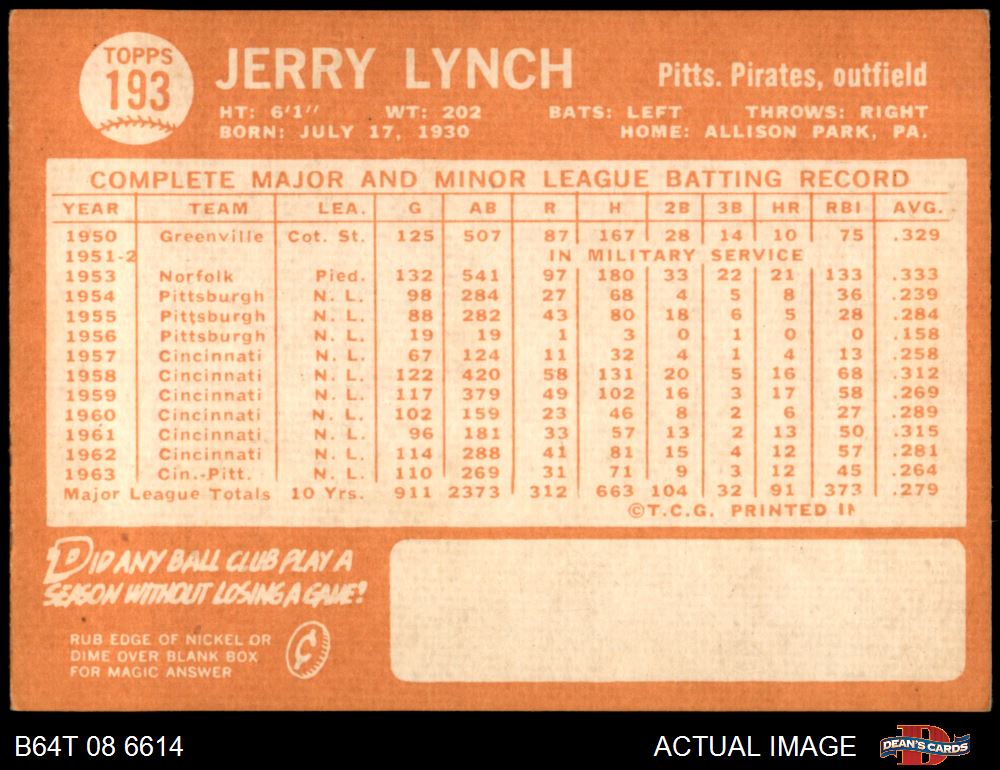 TOPPS
193
JERRY LYNCH
Pitts. Pirates, outfield
HT: 6'1" WT: 202 BATS: LEFT THROWS: RIGHT
BORN: JULY 17, 1930 HOME: ALLISON PARK, PA.
COMPLETE MAJOR AND MINOR LEAGUE BATTING RECORD
YEAR TEAM LEA. G AB R H 2B 3B HR RBI AVG.
1950 Greenville Cot. St. 125 507 87 167 28 14 10 75 .329
1951-2 IN MILITARY SERVICE
1953 Norfolk Pied. 132 541 97 180 33 22 21 133 .333
1954 Pittsburgh N. L. 98 284 27 68 4 5 8 36 .239
1955 Pittsburgh N. L. 88 282 43 80 18 6 5 28 .284
1956 Pittsburgh N. L. 19 19 1 3 0 1 0 0 .158
1957 Cincinnati N. L. 67 124 11 32 4 1 4 13 .258
1958 Cincinnati N. L. 122 420 58 131 20 5 16 68 .312
1959 Cincinnati N. L. 117 379 49 102 16 3 17 58 .269
1960 Cincinnati N. L. 102 159 23 46 8 2 6 27 .289
1961 Cincinnati N. L. 96 181 33 57 13 2 13 50 .315
1962 Cincinnati N. L. 114 288 41 81 15 4 12 57 .281
1963 Cin.-Pitt. N. L. 110 269 31 71 9 3 12 45 .264
Major League Totals 10 Yrs. 911 2373 312 663 104 32 91 373 .279
©T.C.G. PRINTED IN
DID ANY BALL CLUB PLAY A
SEASON WITHOUT LOSING A GAME?
RUB EDGE OF NICKEL OR
DIME OVER BLANK BOX
FOR MAGIC ANSWER
B64T 08 6614
ACTUAL IMAGE
DEAN'S CARDS